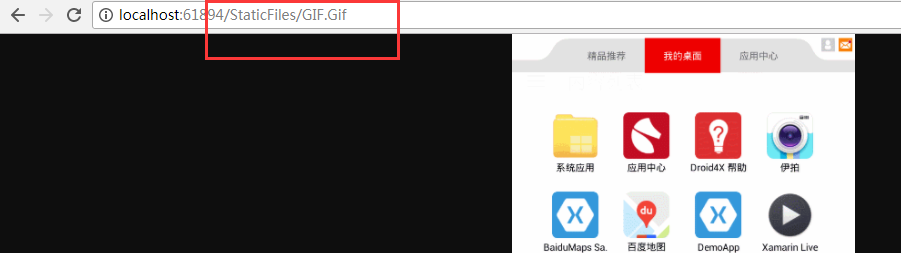 localhost:61894/StaticFiles/GIF.Gif
精品推荐 我的桌面 应用中心
系统应用 应用中心 Droid4X 帮助 伊拍
du
BaiduMaps Sa. 百度地图 DemoApp Xamarin Live